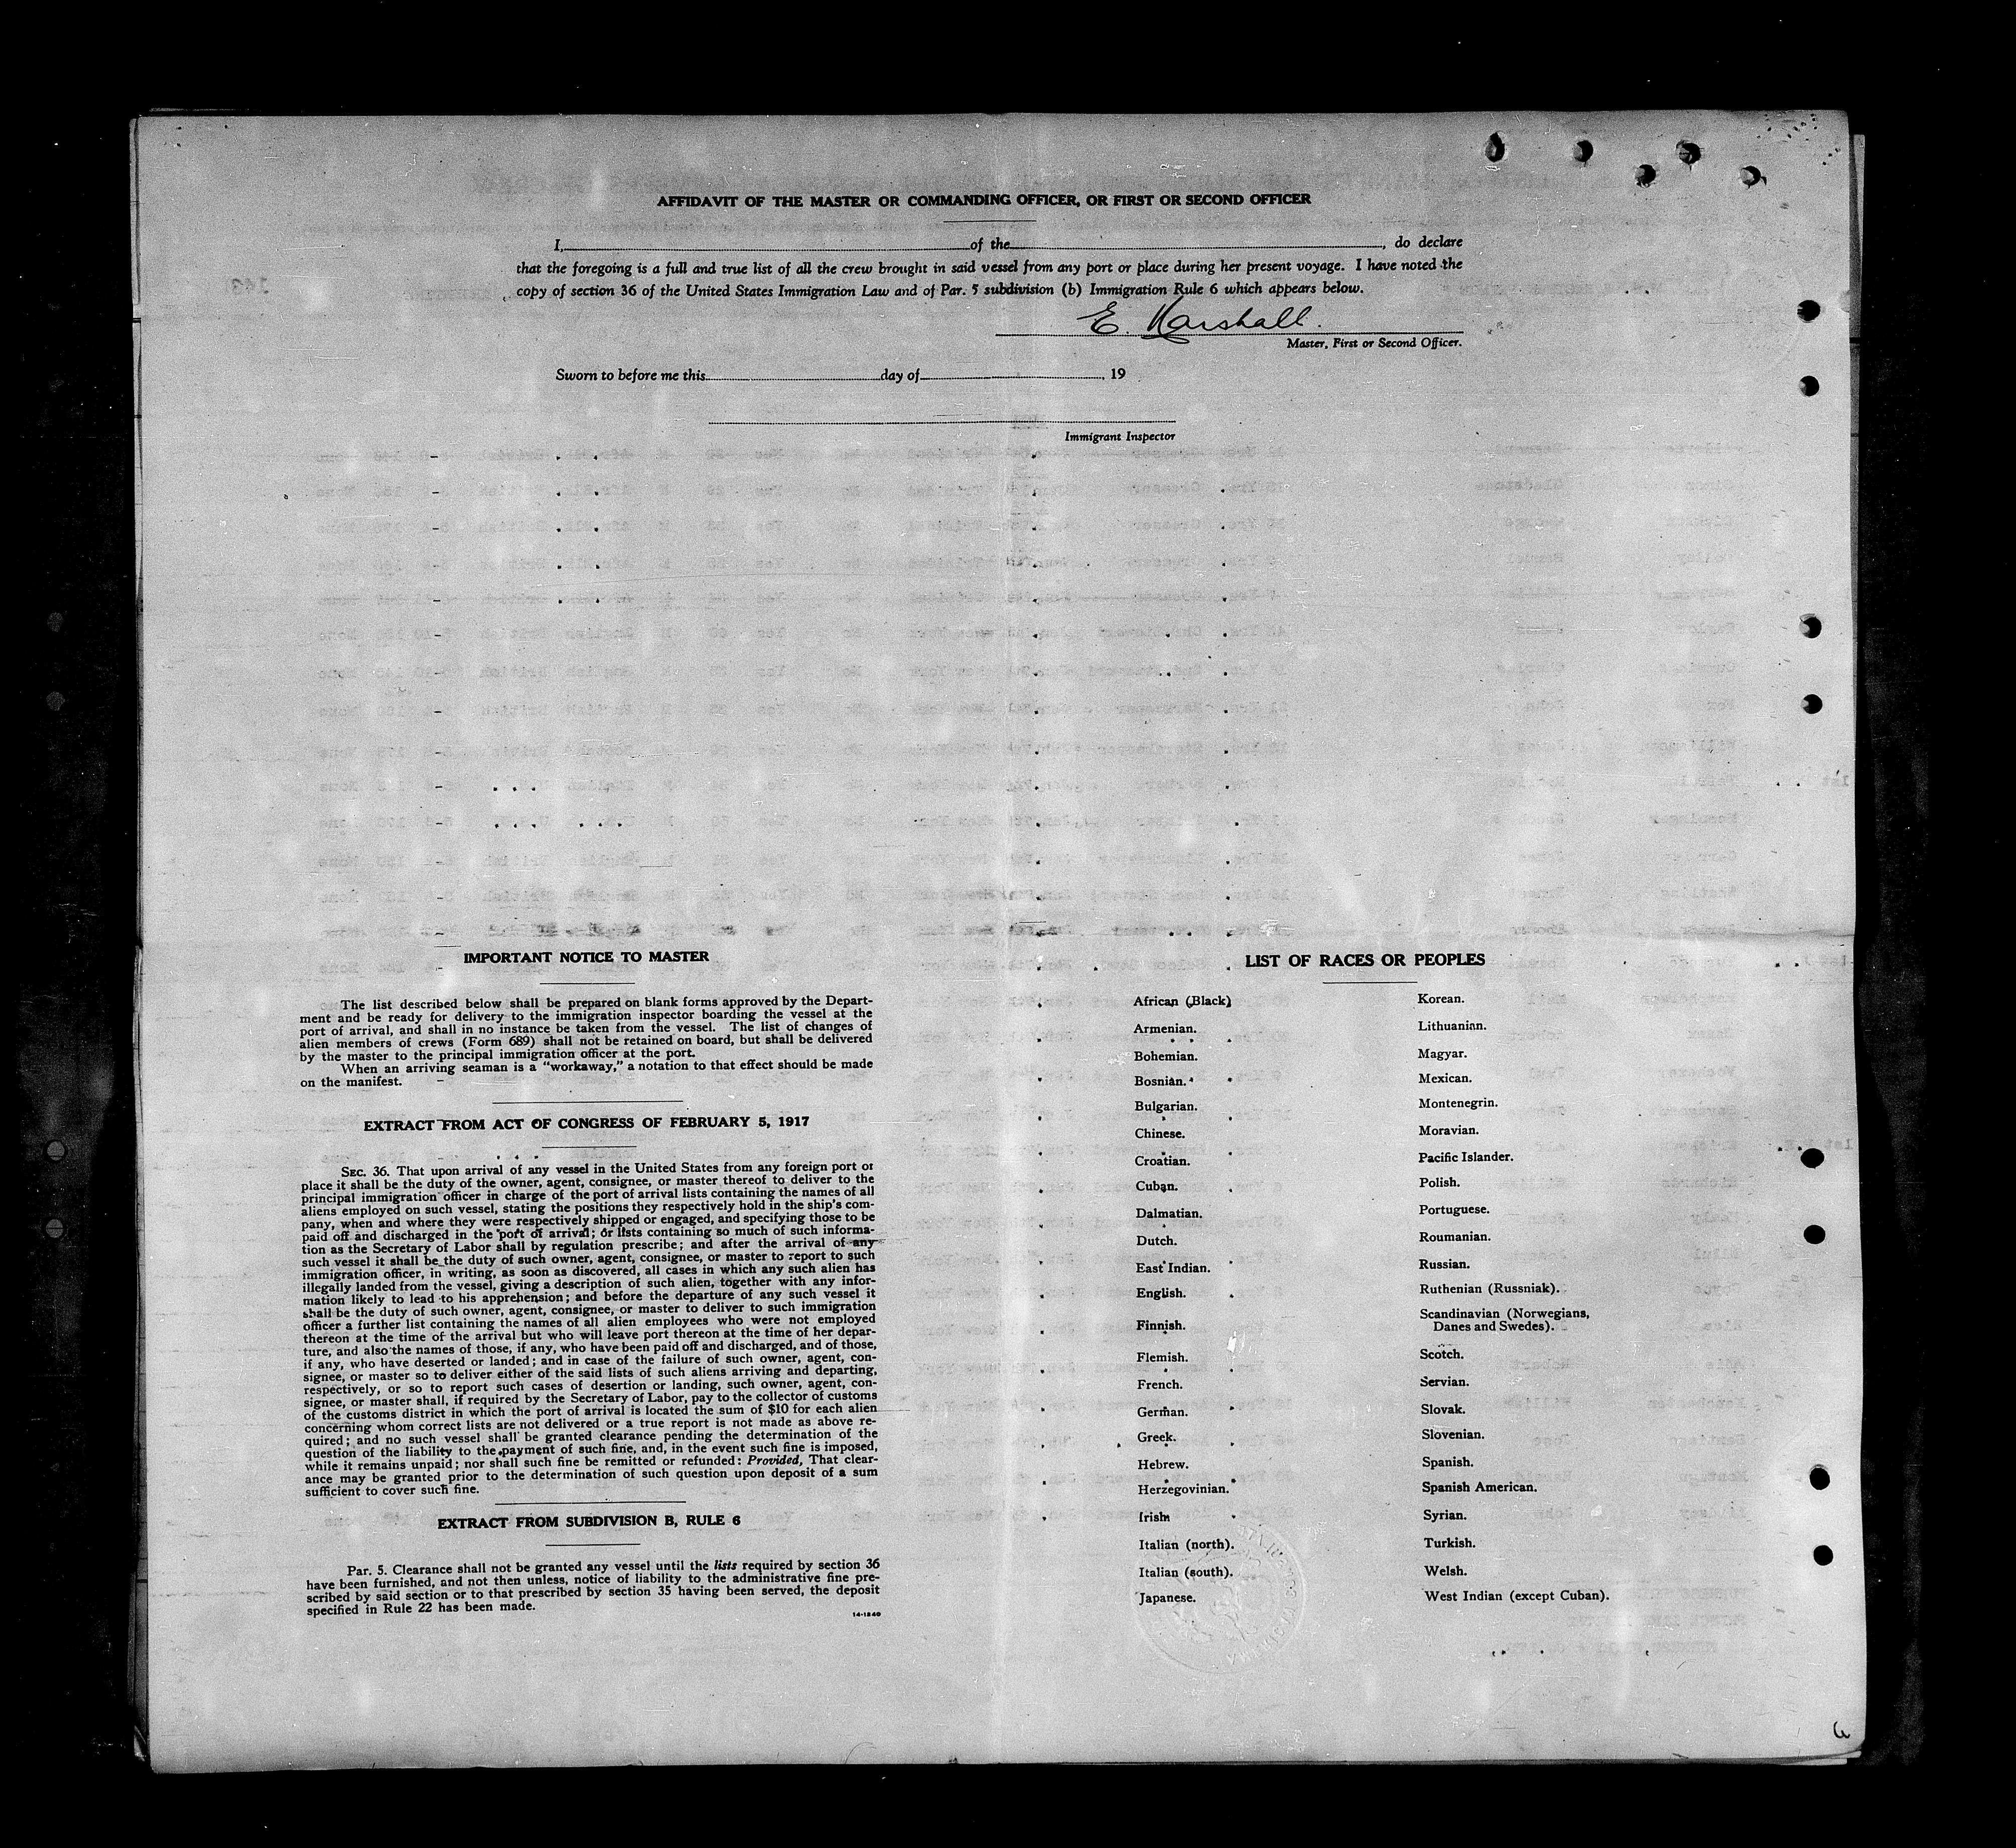 AFFIDAVIT OF THE MASTER OR COMMANDING OFFICER, OR FIRST OR SECOND OFFICER
I, of the , do declare
that the foregoing is a full and true list of all the crew brought in said vessel from any port or place during her present voyage. I have noted the
copy of section 36 of the United States Immigration Law and of Par. 5 subdivision (b) Immigration Rule 6 which appears below.
E. Marshall.
Master, First or Second Officer.
Sworn to before me this day of , 19
Immigrant Inspector
IMPORTANT NOTICE TO MASTER
The list described below shall be prepared on blank forms approved by the Depart-
ment and be ready for delivery to the immigration inspector boarding the vessel at the
port of arrival, and shall in no instance be taken from the vessel. The list of changes of
alien members of crews (Form 689) shall not be retained on board, but shall be delivered
by the master to the principal immigration officer at the port.
When an arriving seaman is a "workaway," a notation to that effect should be made
on the manifest.
EXTRACT FROM ACT OF CONGRESS OF FEBRUARY 5, 1917
SEC. 36. That upon arrival of any vessel in the United States from any foreign port or
place it shall be the duty of the owner, agent, consignee, or master thereof to deliver to the
principal immigration officer in charge of the port of arrival lists containing the names of all
aliens employed on such vessel, stating the positions they respectively hold in the ship's com-
pany, when and where they were respectively shipped or engaged, and specifying those to be
paid off and discharged in the port of arrival; or lists containing so much of such informa-
tion as the Secretary of Labor shall by regulation prescribe; and after the arrival of any
such vessel it shall be the duty of such owner, agent, consignee, or master to report to such
immigration officer, in writing, as soon as discovered, all cases in which any such alien has
illegally landed from the vessel, giving a description of such alien, together with any infor-
mation likely to lead to his apprehension; and before the departure of any such vessel it
shall be the duty of such owner, agent, consignee, or master to deliver to such immigration
officer a further list containing the names of all alien employees who were not employed
thereon at the time of the arrival but who will leave port thereon at the time of her depar-
ture, and also the names of those, if any, who have been paid off and discharged, and of those,
if any, who have deserted or landed; and in case of the failure of such owner, agent, con-
signee, or master so to deliver either of the said lists of such aliens arriving and departing,
respectively, or so to report such cases of desertion or landing, such owner, agent, con-
signee, or master shall, if required by the Secretary of Labor, pay to the collector of customs
of the customs district in which the port of arrival is located the sum of $10 for each alien
concerning whom correct lists are not delivered or a true report is not made as above re-
quired; and no such vessel shall be granted clearance pending the determination of the
question of the liability to the payment of such fine, and, in the event such fine is imposed,
while it remains unpaid; nor shall such fine be remitted or refunded: Provided, That clear-
ance may be granted prior to the determination of such question upon deposit of a sum
sufficient to cover such fine.
EXTRACT FROM SUBDIVISION B, RULE 6
Par. 5. Clearance shall not be granted any vessel until the lists required by section 36
have been furnished, and not then unless, notice of liability to the administrative fine pre-
scribed by said section or to that prescribed by section 35 having been served, the deposit
specified in Rule 22 has been made.
14-1240
LIST OF RACES OR PEOPLES
African (Black)
Armenian.
Bohemian.
Bosnian.
Bulgarian.
Chinese.
Croatian.
Cuban.
Dalmatian.
Dutch.
East Indian.
English.
Finnish.
Flemish.
French.
German.
Greek.
Hebrew.
Herzegovinian.
Irish
Italian (north).
Italian (south).
Japanese.
Korean.
Lithuanian.
Magyar.
Mexican.
Montenegrin.
Moravian.
Pacific Islander.
Polish.
Portuguese.
Roumanian.
Russian.
Ruthenian (Russniak).
Scandinavian (Norwegians,
Danes and Swedes).
Scotch.
Servian.
Slovak.
Slovenian.
Spanish.
Spanish American.
Syrian.
Turkish.
Welsh.
West Indian (except Cuban).